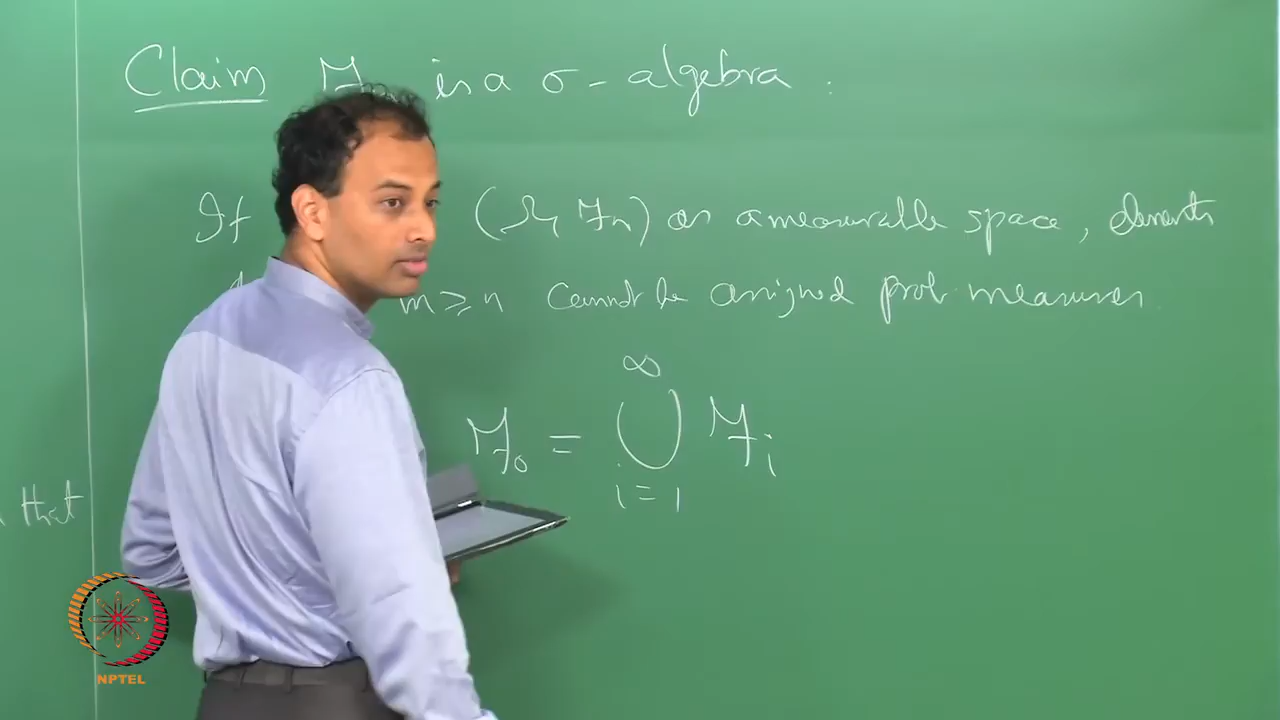 Claim ℱ is a σ-algebra :
If (Ω, ℱₙ) as a measurable space, elements
m ≥ n cannot be assigned prob. measures.
ℱ₀ = ⋃_{i=1}^{∞} ℱᵢ
that
NPTEL